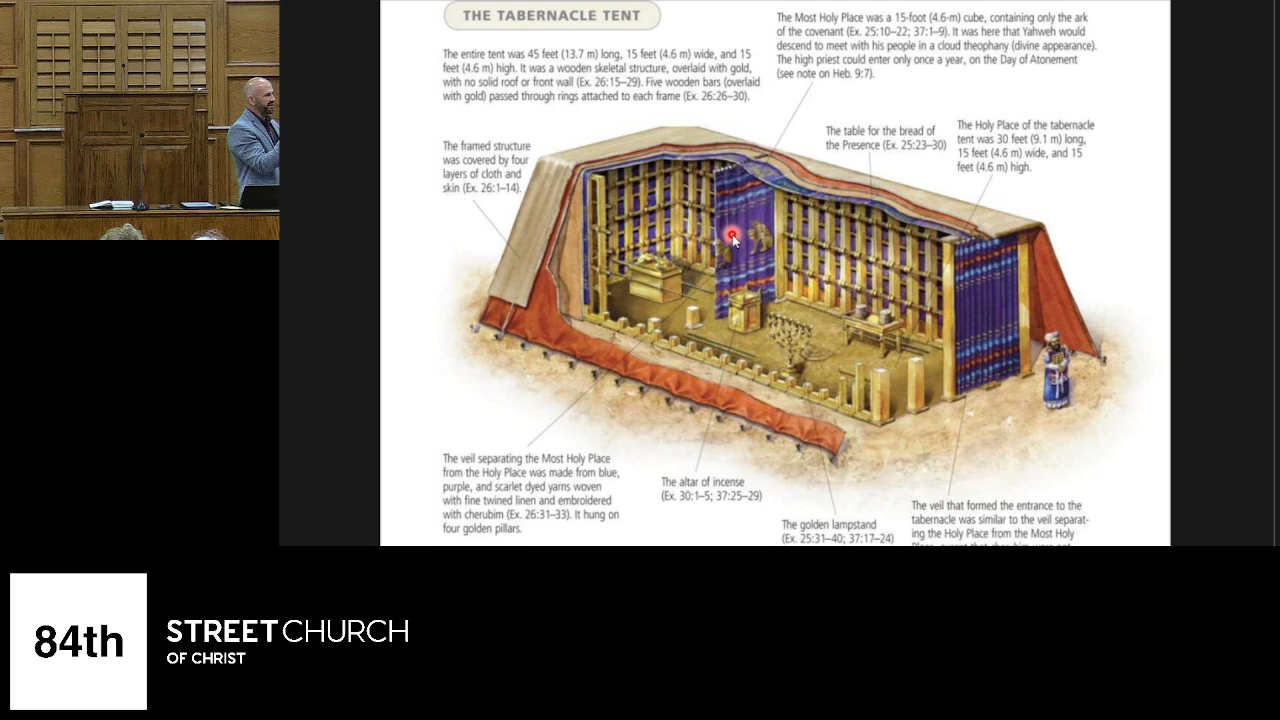 THE TABERNACLE TENT
The entire tent was 45 feet (13.7 m) long, 15 feet (4.6 m) wide, and 15
feet (4.6 m) high. It was a wooden skeletal structure, overlaid with gold,
with no solid roof or front wall (Ex. 26:15–29). Five wooden bars (overlaid
with gold) passed through rings attached to each frame (Ex. 26:26–30).
The Most Holy Place was a 15-foot (4.6-m) cube, containing only the ark
of the covenant (Ex. 25:10–22; 37:1–9). It was here that Yahweh would
descend to meet with his people in a cloud theophany (divine appearance).
The high priest could enter only once a year, on the Day of Atonement
(see note on Heb. 9:7).
The framed structure
was covered by four
layers of cloth and
skin (Ex. 26:1–14).
The table for the bread of
the Presence (Ex. 25:23–30)
The Holy Place of the tabernacle
tent was 30 feet (9.1 m) long,
15 feet (4.6 m) wide, and 15
feet (4.6 m) high.
The veil separating the Most Holy Place
from the Holy Place was made from blue,
purple, and scarlet dyed yarns woven
with fine twined linen and embroidered
with cherubim (Ex. 26:31–33). It hung on
four golden pillars.
The altar of incense
(Ex. 30:1–5; 37:25–29)
The golden lampstand
(Ex. 25:31–40; 37:17–24)
The veil that formed the entrance to the
tabernacle was similar to the veil separat-
ing the Holy Place from the Most Holy
84th
STREET CHURCH
OF CHRIST